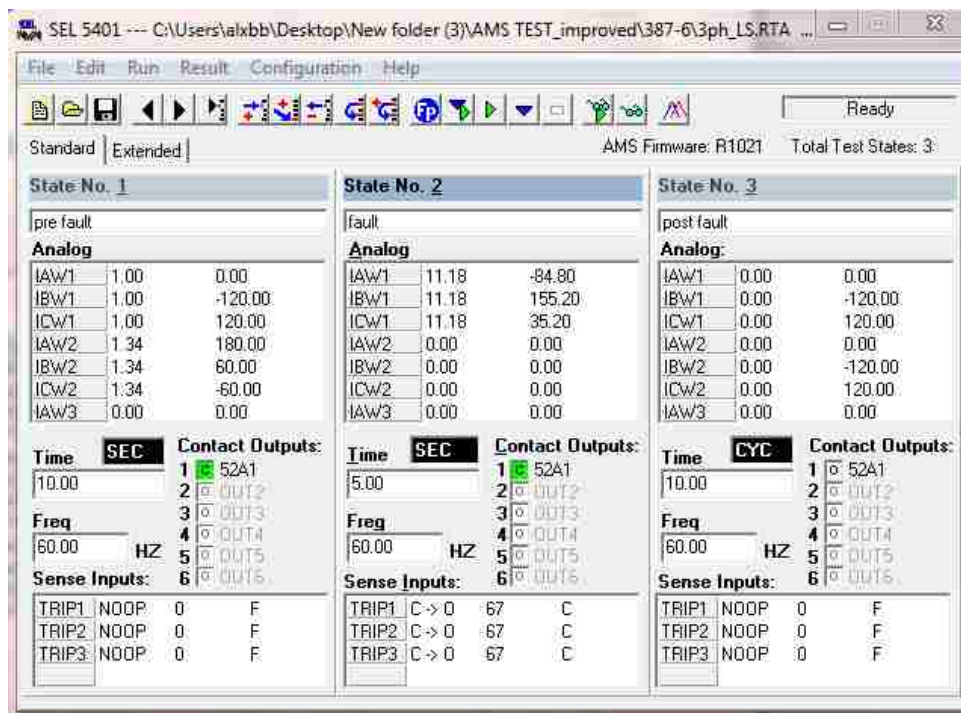 SEL 5401 --- C:\Users\alxbb\Desktop\New folder (3)\AMS TEST_improved\387-6\3ph_LS.RTA ...
File Edit Run Result Configuration Help
Ready
Standard Extended AMS Firmware: R1021 Total Test States: 3
State No. 1
pre fault
Analog
IAW1 1.00 0.00
IBW1 1.00 -120.00
ICW1 1.00 120.00
IAW2 1.34 180.00
IBW2 1.34 60.00
ICW2 1.34 -60.00
IAW3 0.00 0.00
Time SEC
10.00
Freq
60.00 HZ
Contact Outputs:
1 C 52A1
2 O OUT2
3 O OUT3
4 O OUT4
5 O OUT5
6 O OUT6
Sense Inputs:
TRIP1 NOOP 0 F
TRIP2 NOOP 0 F
TRIP3 NOOP 0 F
State No. 2
fault
Analog
IAW1 11.18 -84.80
IBW1 11.18 155.20
ICW1 11.18 35.20
IAW2 0.00 0.00
IBW2 0.00 0.00
ICW2 0.00 0.00
IAW3 0.00 0.00
Time SEC
5.00
Freq
60.00 HZ
Contact Outputs:
1 C 52A1
2 O OUT2
3 O OUT3
4 O OUT4
5 O OUT5
6 O OUT6
Sense Inputs:
TRIP1 C -> O 67 C
TRIP2 C -> O 67 C
TRIP3 C -> O 67 C
State No. 3
post fault
Analog:
IAW1 0.00 0.00
IBW1 0.00 -120.00
ICW1 0.00 120.00
IAW2 0.00 0.00
IBW2 0.00 -120.00
ICW2 0.00 120.00
IAW3 0.00 0.00
Time CYC
10.00
Freq
60.00 HZ
Contact Outputs:
1 O 52A1
2 O OUT2
3 O OUT3
4 O OUT4
5 O OUT5
6 O OUT6
Sense Inputs:
TRIP1 NOOP 0 F
TRIP2 NOOP 0 F
TRIP3 NOOP 0 F